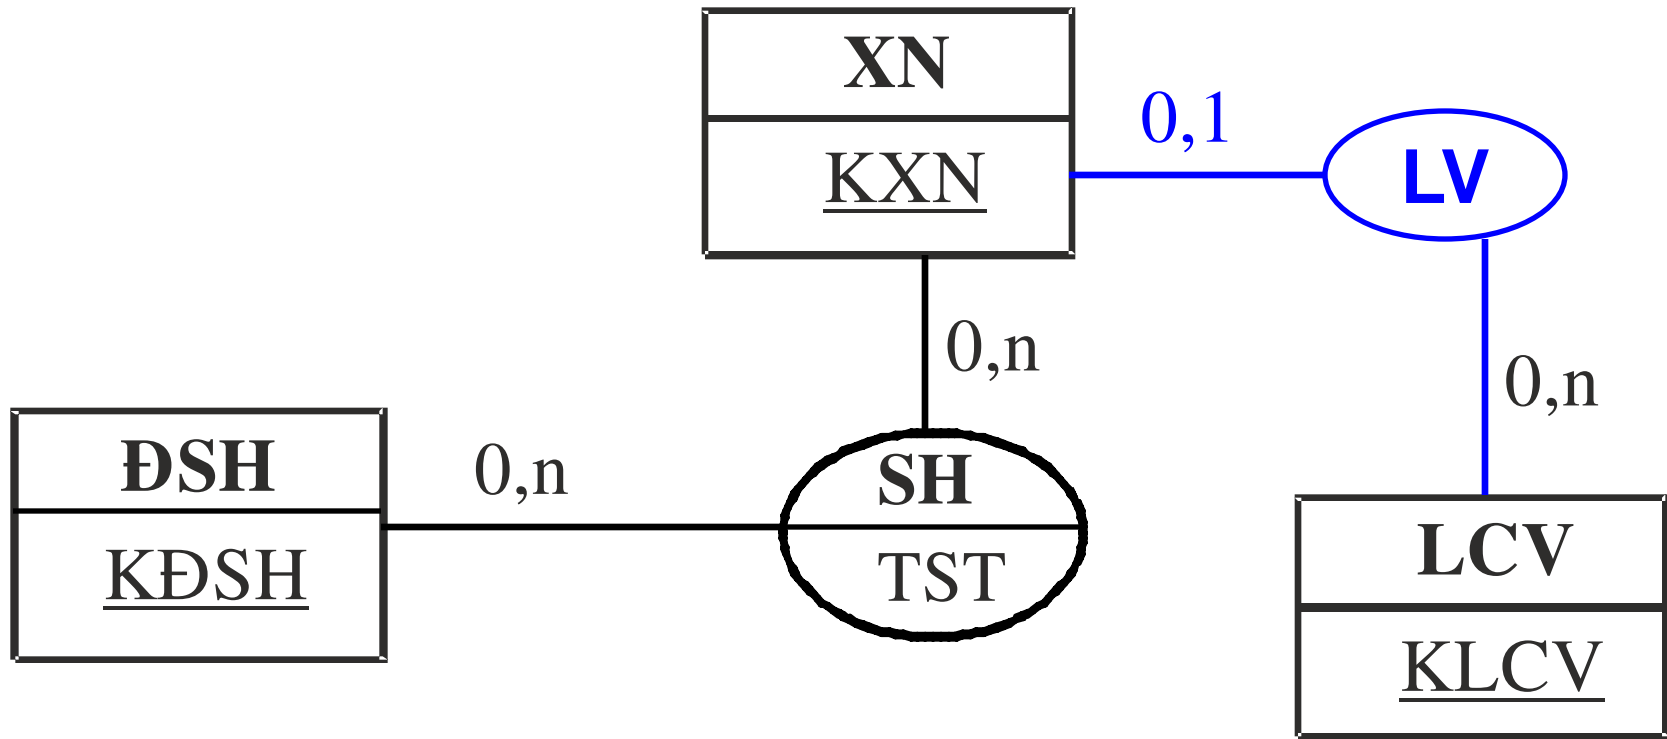 XN
KXN
0,1
LV
0,n
0,n
ĐSH
KĐSH
0,n
SH
TST
LCV
KLCV